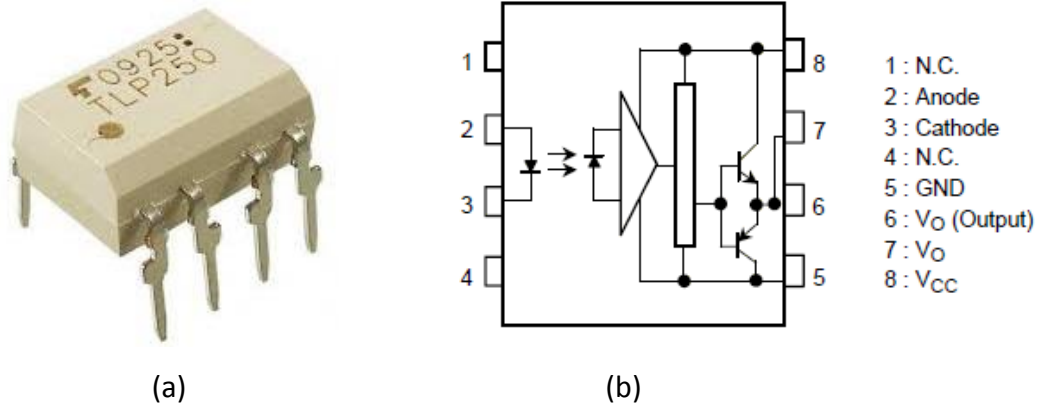 0925
TLP250
1
2
3
4
8
7
6
5
1 : N.C.
2 : Anode
3 : Cathode
4 : N.C.
5 : GND
6 : VO (Output)
7 : VO
8 : VCC
(a)
(b)